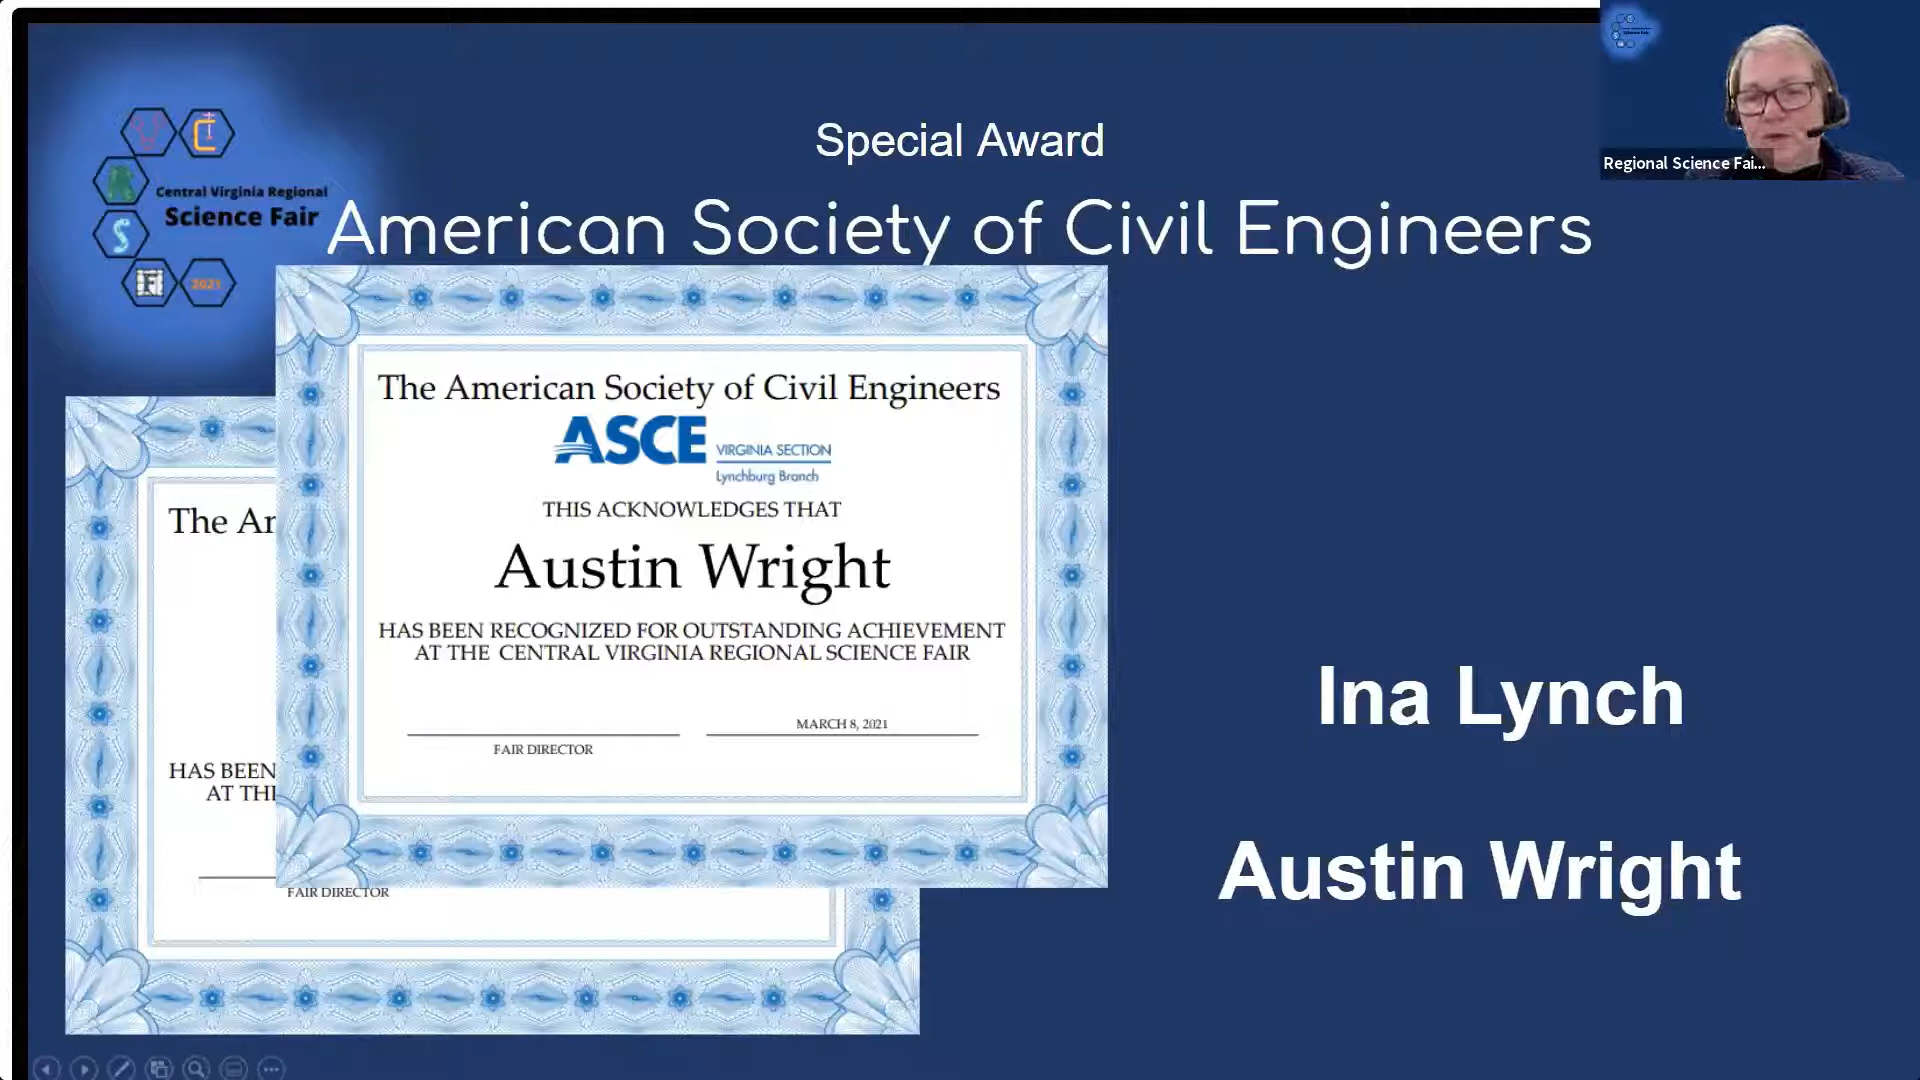 Special Award
American Society of Civil Engineers
Central Virginia Regional
Science Fair
2021
Regional Science Fai...
The American Society of Civil Engineers
ASCE VIRGINIA SECTION
Lynchburg Branch
THIS ACKNOWLEDGES THAT
Austin Wright
HAS BEEN RECOGNIZED FOR OUTSTANDING ACHIEVEMENT
AT THE CENTRAL VIRGINIA REGIONAL SCIENCE FAIR
MARCH 8, 2021
FAIR DIRECTOR
The Ar
HAS BEEN
AT THE
FAIR DIRECTOR
Ina Lynch
Austin Wright